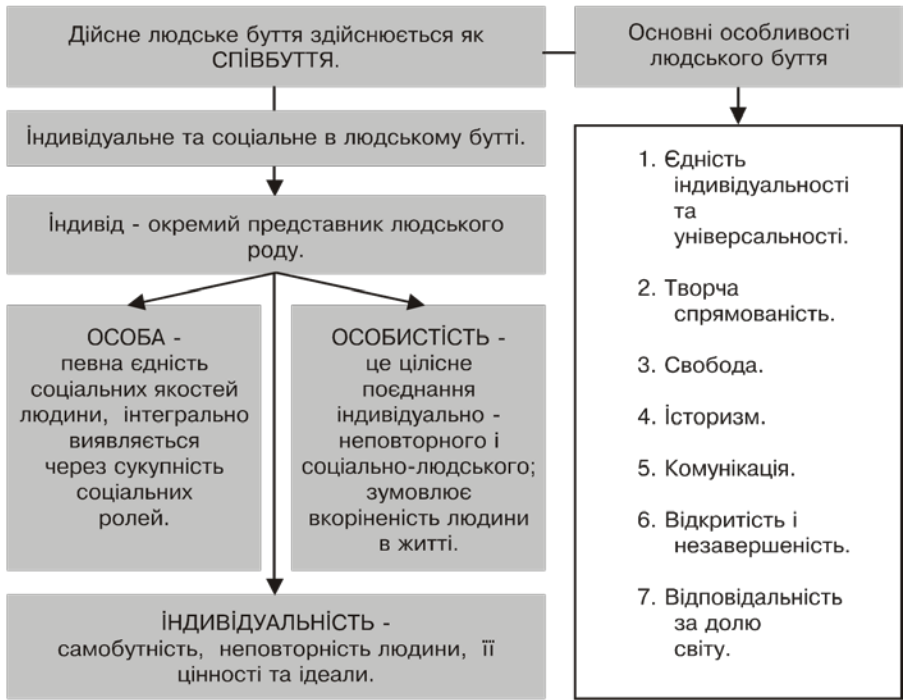 Дійсне людське буття здійснюється як
СПІВБУТТЯ.
Основні особливості
людського буття
Індивідуальне та соціальне в людському бутті.
Індивід - окремий представник людського
роду.
ОСОБА -
певна єдність
соціальних якостей
людини, інтегрально
виявляється
через сукупність
соціальних
ролей.
ОСОБИСТІСТЬ -
це цілісне
поєднання
індивідуально -
неповторного і
соціально-людського;
зумовлює
вкоріненість людини
в житті.
ІНДИВІДУАЛЬНІСТЬ -
самобутність, неповторність людини, її
цінності та ідеали.
1. Єдність
індивідуальності
та
універсальності.
2. Творча
спрямованість.
3. Свобода.
4. Історизм.
5. Комунікація.
6. Відкритість і
незавершеність.
7. Відповідальність
за долю
світу.